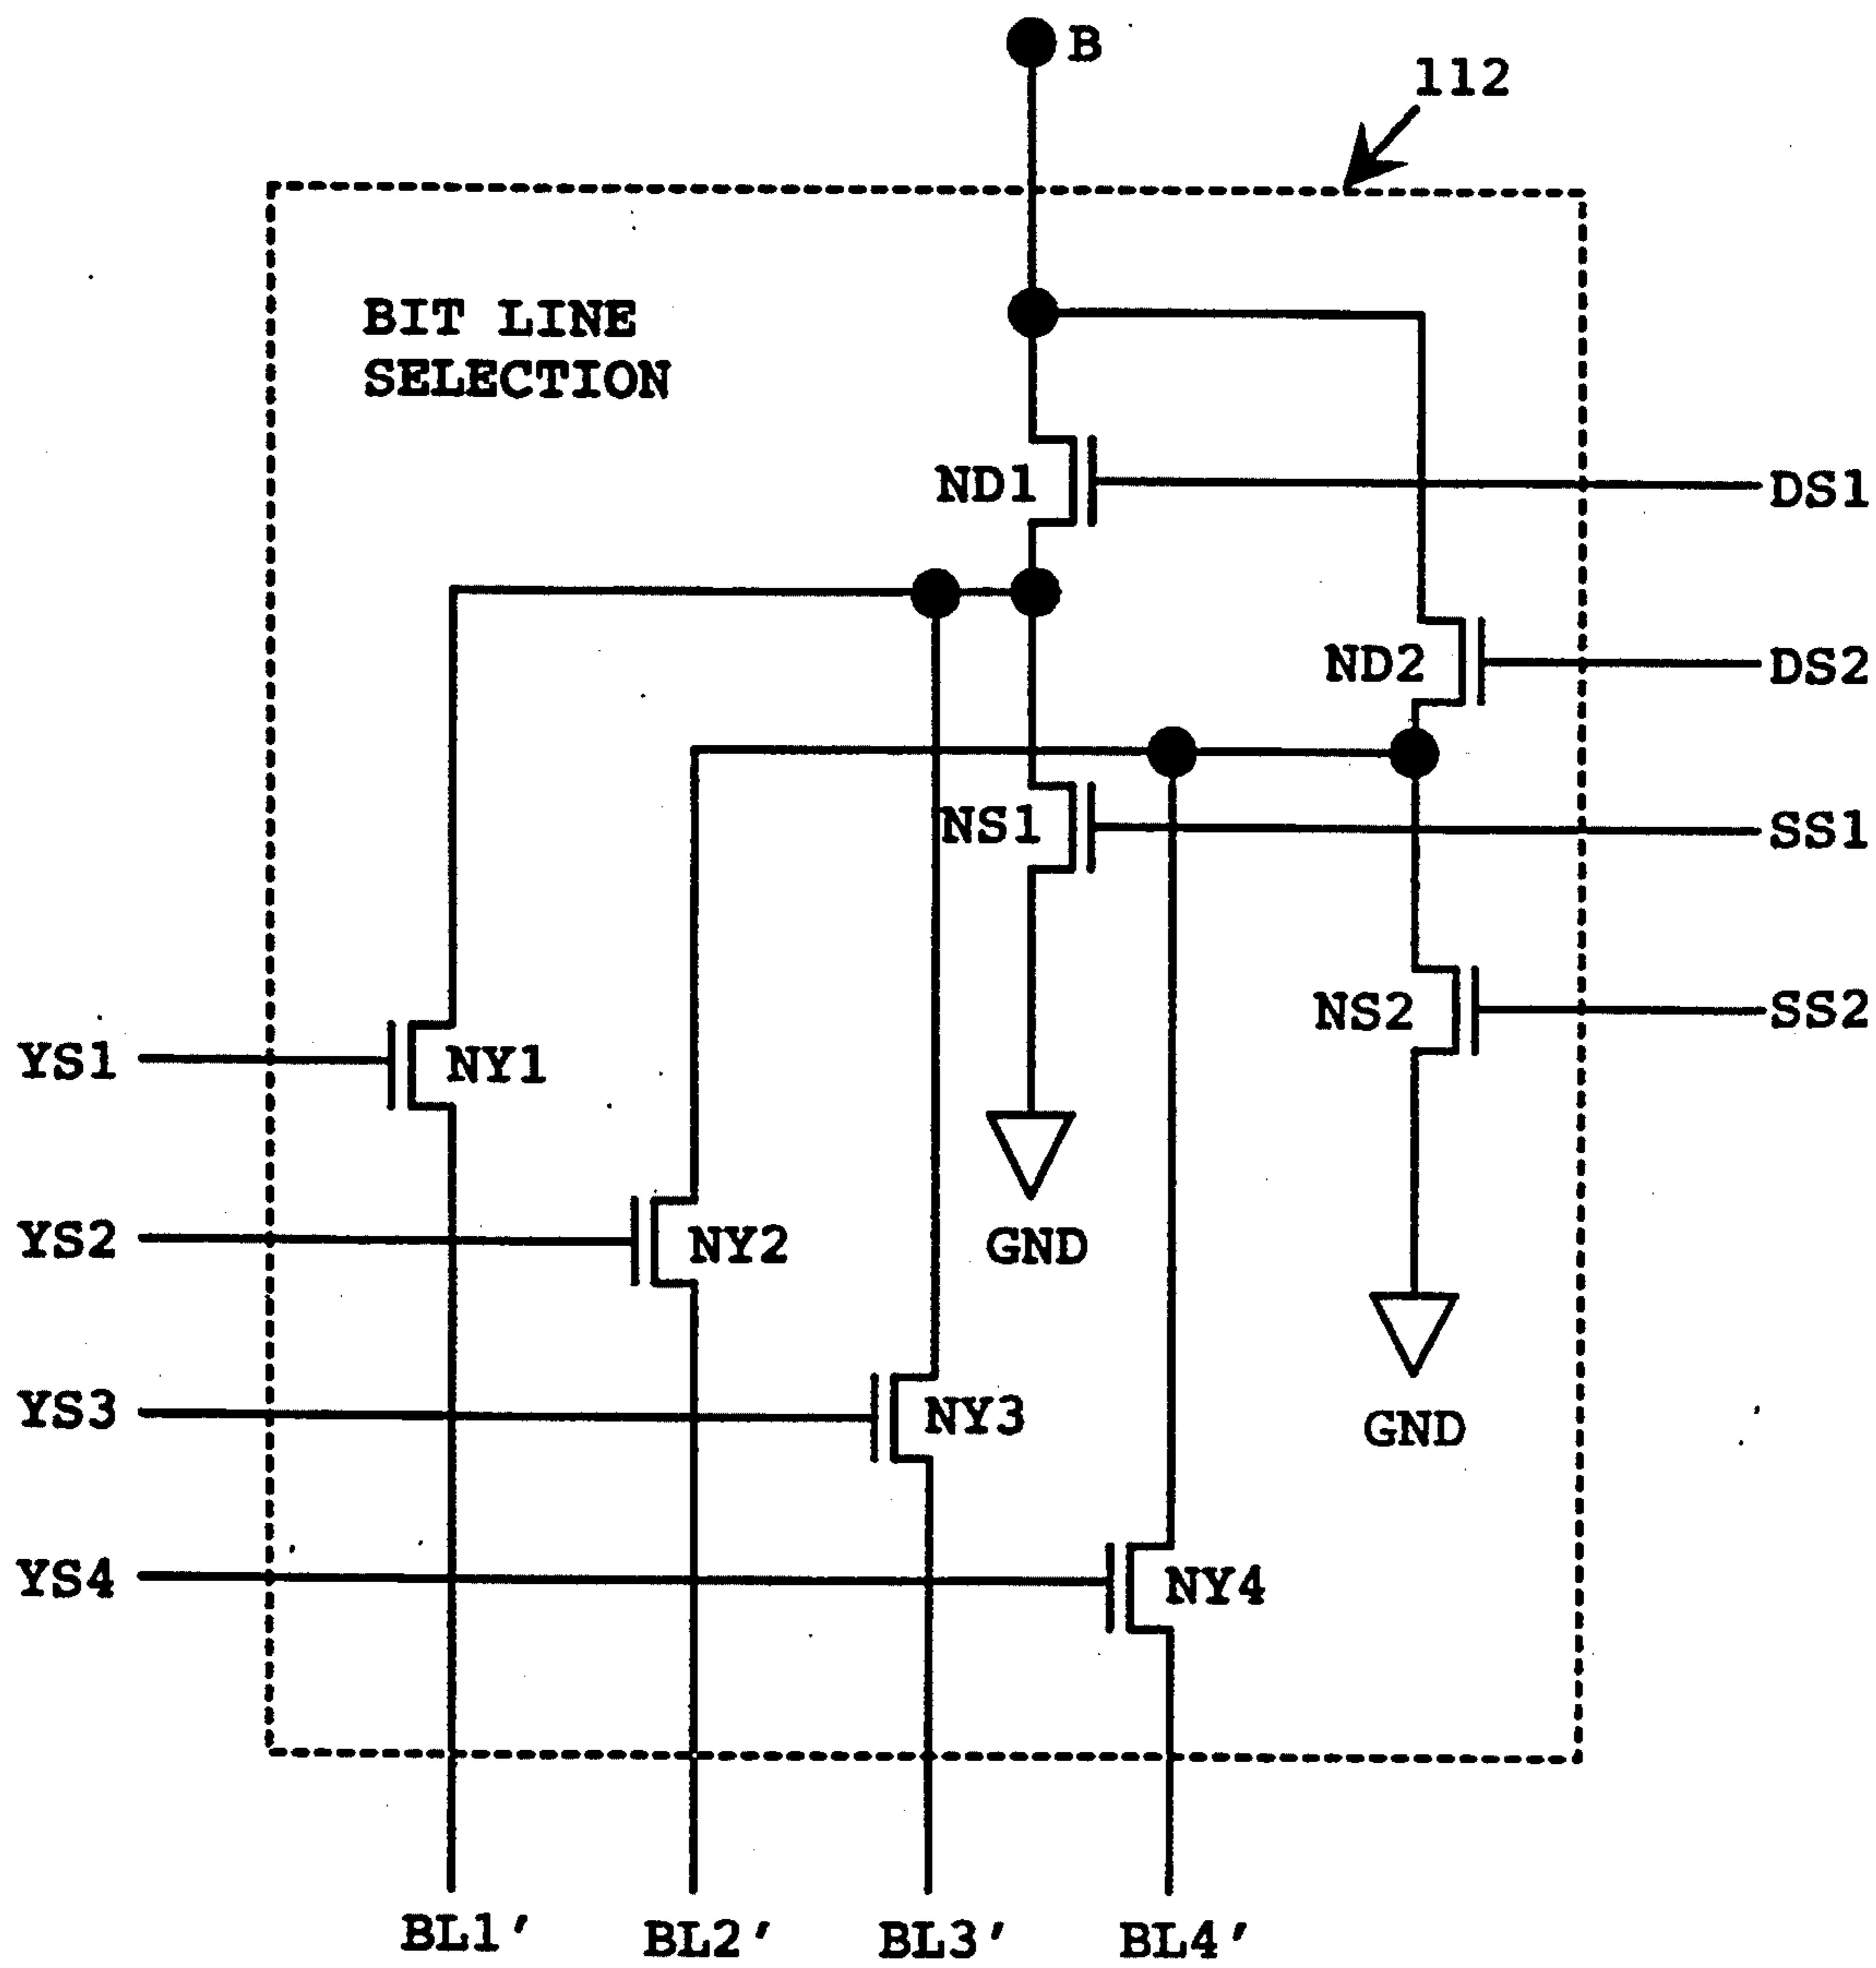 B
112
BIT LINE
SELECTION
ND1
DS1
ND2
DS2
NS1
SS1
NS2
SS2
YS1
NY1
YS2
NY2
GND
YS3
NY3
GND
YS4
NY4
BL1'
BL2'
BL3'
BL4'